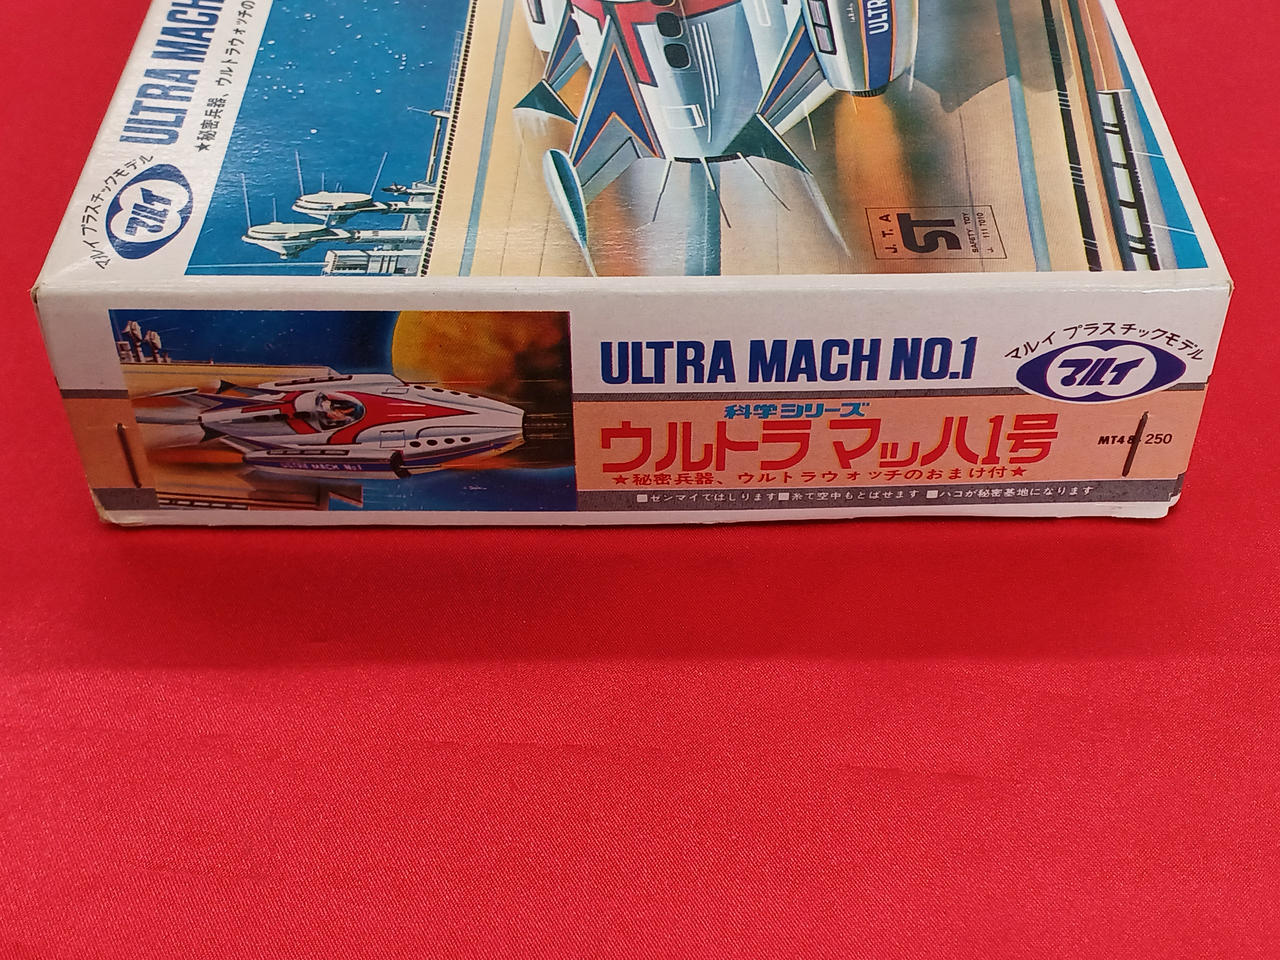 ULTRA MACH
★秘密兵器、ウルトラウォッチの
マルイ プラスチックモデル
マルイ
ULTR
J.T.A
ST
SAFETY TOY
ULTRA MACH NO.1
マルイ プラスチックモデル
マルイ
科学シリーズ
ウルトラマッハ1号
MT48 250
★秘密兵器、ウルトラウォッチのおまけ付★
■ゼンマイではしります■糸で空中もとばせます ■ハコが秘密基地になります
ULTRA MACH No.1